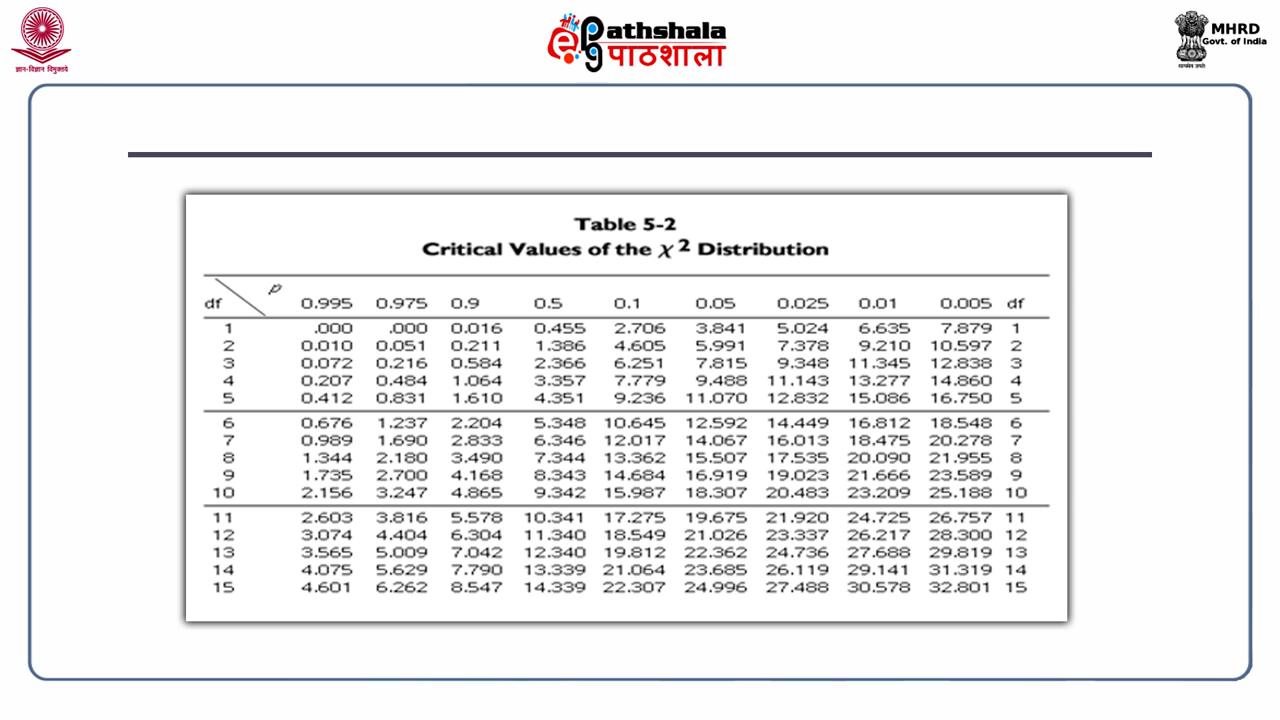 ज्ञान-विज्ञान विमुक्तये
ePG athshala
पाठशाला
MHRD
Govt. of India
सत्यमेव जयते
Table 5-2
Critical Values of the χ² Distribution
p
df 0.995 0.975 0.9 0.5 0.1 0.05 0.025 0.01 0.005 df
1 .000 .000 0.016 0.455 2.706 3.841 5.024 6.635 7.879 1
2 0.010 0.051 0.211 1.386 4.605 5.991 7.378 9.210 10.597 2
3 0.072 0.216 0.584 2.366 6.251 7.815 9.348 11.345 12.838 3
4 0.207 0.484 1.064 3.357 7.779 9.488 11.143 13.277 14.860 4
5 0.412 0.831 1.610 4.351 9.236 11.070 12.832 15.086 16.750 5
6 0.676 1.237 2.204 5.348 10.645 12.592 14.449 16.812 18.548 6
7 0.989 1.690 2.833 6.346 12.017 14.067 16.013 18.475 20.278 7
8 1.344 2.180 3.490 7.344 13.362 15.507 17.535 20.090 21.955 8
9 1.735 2.700 4.168 8.343 14.684 16.919 19.023 21.666 23.589 9
10 2.156 3.247 4.865 9.342 15.987 18.307 20.483 23.209 25.188 10
11 2.603 3.816 5.578 10.341 17.275 19.675 21.920 24.725 26.757 11
12 3.074 4.404 6.304 11.340 18.549 21.026 23.337 26.217 28.300 12
13 3.565 5.009 7.042 12.340 19.812 22.362 24.736 27.688 29.819 13
14 4.075 5.629 7.790 13.339 21.064 23.685 26.119 29.141 31.319 14
15 4.601 6.262 8.547 14.339 22.307 24.996 27.488 30.578 32.801 15